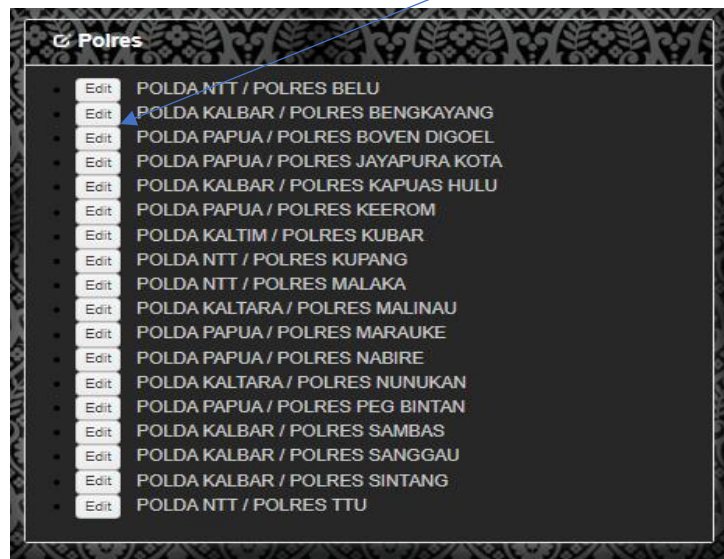 Polres
Edit POLDA NTT / POLRES BELU
Edit POLDA KALBAR / POLRES BENGKAYANG
Edit POLDA PAPUA / POLRES BOVEN DIGOEL
Edit POLDA PAPUA / POLRES JAYAPURA KOTA
Edit POLDA KALBAR / POLRES KAPUAS HULU
Edit POLDA PAPUA / POLRES KEEROM
Edit POLDA KALTIM / POLRES KUBAR
Edit POLDA NTT / POLRES KUPANG
Edit POLDA NTT / POLRES MALAKA
Edit POLDA KALTARA / POLRES MALINAU
Edit POLDA PAPUA / POLRES MARAUKE
Edit POLDA PAPUA / POLRES NABIRE
Edit POLDA KALTARA / POLRES NUNUKAN
Edit POLDA PAPUA / POLRES PEG BINTAN
Edit POLDA KALBAR / POLRES SAMBAS
Edit POLDA KALBAR / POLRES SANGGAU
Edit POLDA KALBAR / POLRES SINTANG
Edit POLDA NTT / POLRES TTU